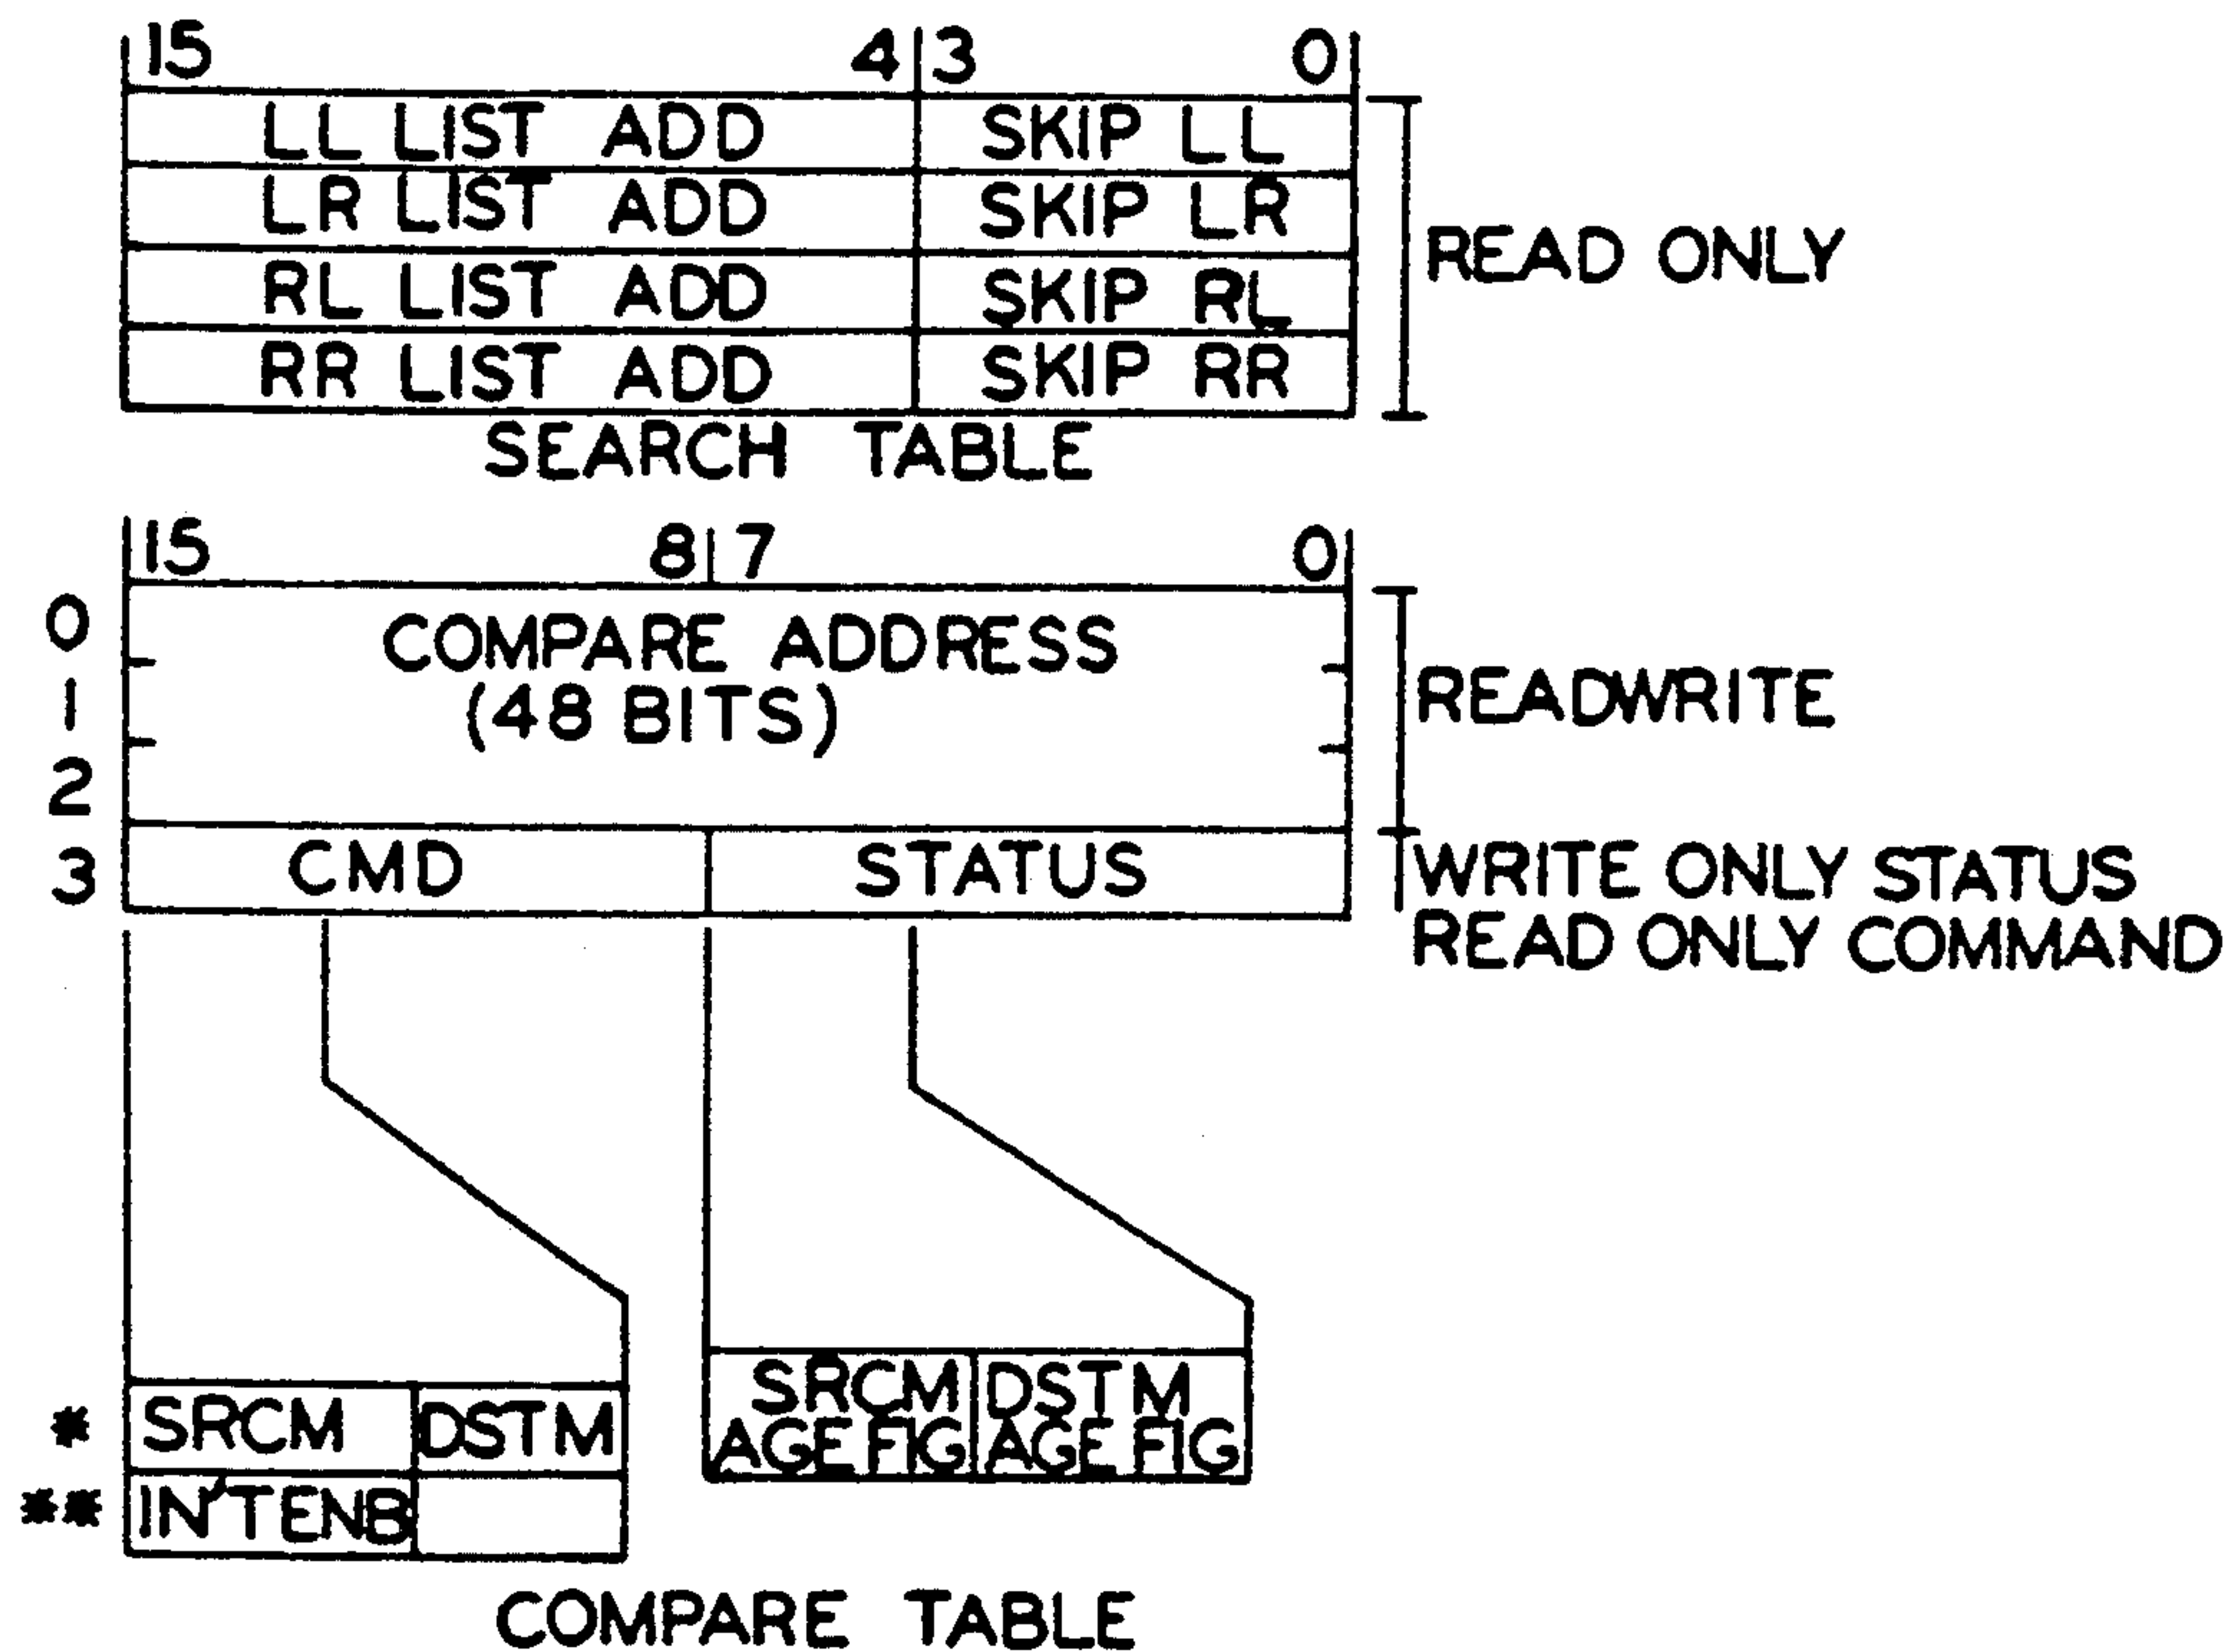 15 4 3 0
LL LIST ADD SKIP LL
LR LIST ADD SKIP LR
RL LIST ADD SKIP RL
RR LIST ADD SKIP RR
READ ONLY
SEARCH TABLE
15 8 7 0
0
COMPARE ADDRESS
1
(48 BITS)
2
READWRITE
3 CMD STATUS
WRITE ONLY STATUS
READ ONLY COMMAND
SRCM DSTM
AGE FIG AGE FIG
* SRCM DSTM
** IN'TENB
COMPARE TABLE